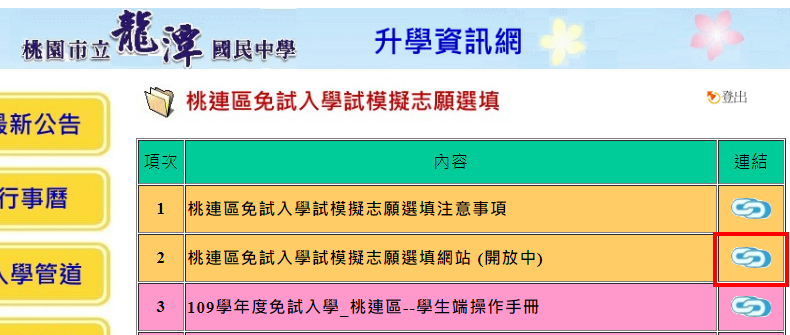 桃園市立龍潭國民中學 升學資訊網
桃連區免試入學試模擬志願選填
登出
最新公告
行事曆
入學管道
項次 內容 連結
1 桃連區免試入學試模擬志願選填注意事項
2 桃連區免試入學試模擬志願選填網站 (開放中)
3 109學年度免試入學_桃連區--學生端操作手冊